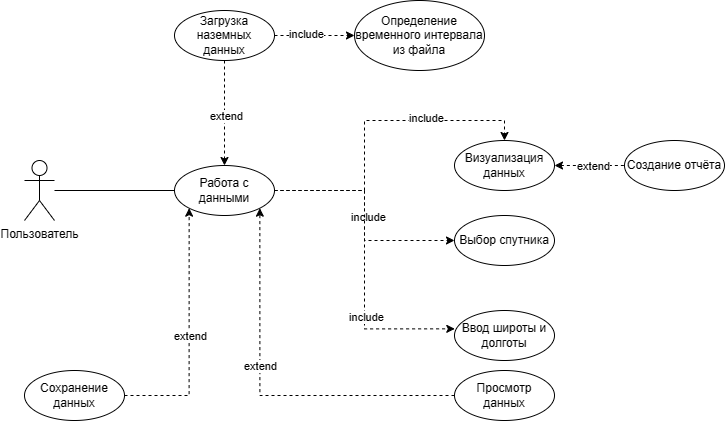 Загрузка
наземных
данных
include
Определение
временного интервала
из файла
extend
include
Визуализация
данных
extend
Создание отчёта
Пользователь
Работа с
данными
include
Выбор спутника
include
Ввод широты и
долготы
extend
extend
Сохранение
данных
Просмотр
данных